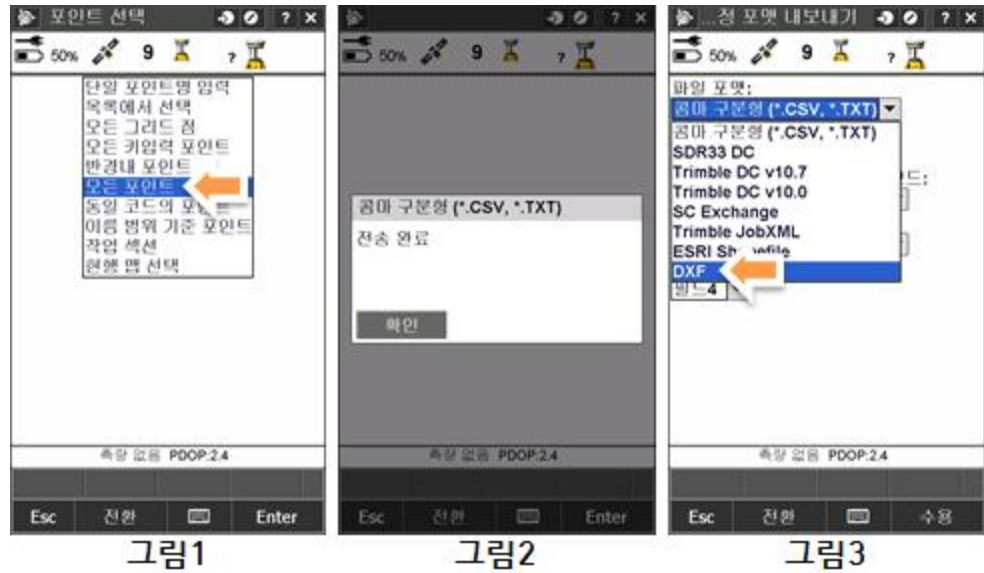 포인트 선택
? ×
50%
9
?
단일 포인트명 입력
목록에서 선택
모든 그리드 점
모든 키입력 포인트
반경내 포인트
모든 포인트
동일 코드의
이름 범위 기준 포인트
작업 섹션
현행 맵 선택
측량 없음 PDOP:2.4
Esc 전환 Enter
그림1
? ×
50%
9
?
콤마 구분형 (*.CSV, *.TXT)
전송 완료
확인
측량 없음 PDOP:2.4
Esc 전환 Enter
그림2
...정 포맷 내보내기
? ×
50%
9
?
파일 포맷:
콤마 구분형 (*.CSV, *.TXT)
콤마 구분형 (*.CSV, *.TXT)
SDR33 DC
Trimble DC v10.7
Trimble DC v10.0
SC Exchange
Trimble JobXML
ESRI
DXF
필드4
측량 없음 PDOP:2.4
Esc 전환 수용
그림3